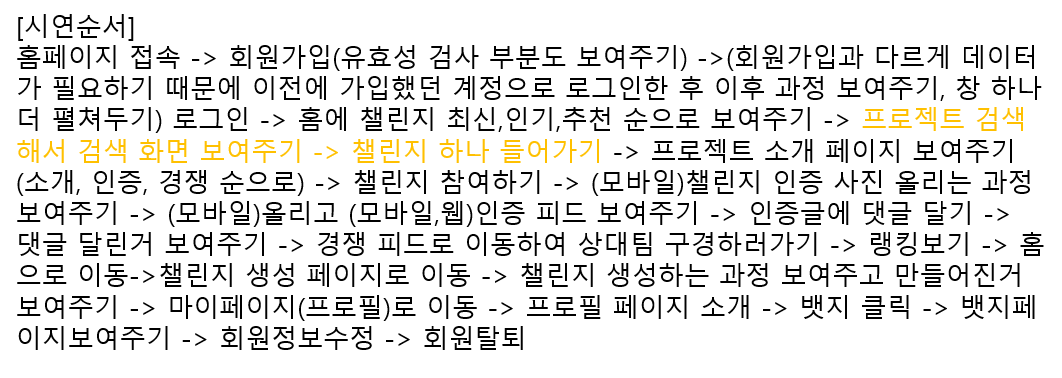 [시연순서]
홈페이지 접속 -> 회원가입(유효성 검사 부분도 보여주기) ->(회원가입과 다르게 데이터
가 필요하기 때문에 이전에 가입했던 계정으로 로그인한 후 이후 과정 보여주기, 창 하나
더 펼쳐두기) 로그인 -> 홈에 챌린지 최신,인기,추천 순으로 보여주기 -> 프로젝트 검색
해서 검색 화면 보여주기 -> 챌린지 하나 들어가기 -> 프로젝트 소개 페이지 보여주기
(소개, 인증, 경쟁 순으로) -> 챌린지 참여하기 -> (모바일)챌린지 인증 사진 올리는 과정
보여주기 -> (모바일)올리고 (모바일,웹)인증 피드 보여주기 -> 인증글에 댓글 달기 ->
댓글 달린거 보여주기 -> 경쟁 피드로 이동하여 상대팀 구경하러가기 -> 랭킹보기 -> 홈
으로 이동->챌린지 생성 페이지로 이동 -> 챌린지 생성하는 과정 보여주고 만들어진거
보여주기 -> 마이페이지(프로필)로 이동 -> 프로필 페이지 소개 -> 뱃지 클릭 -> 뱃지페
이지보여주기 -> 회원정보수정 -> 회원탈퇴